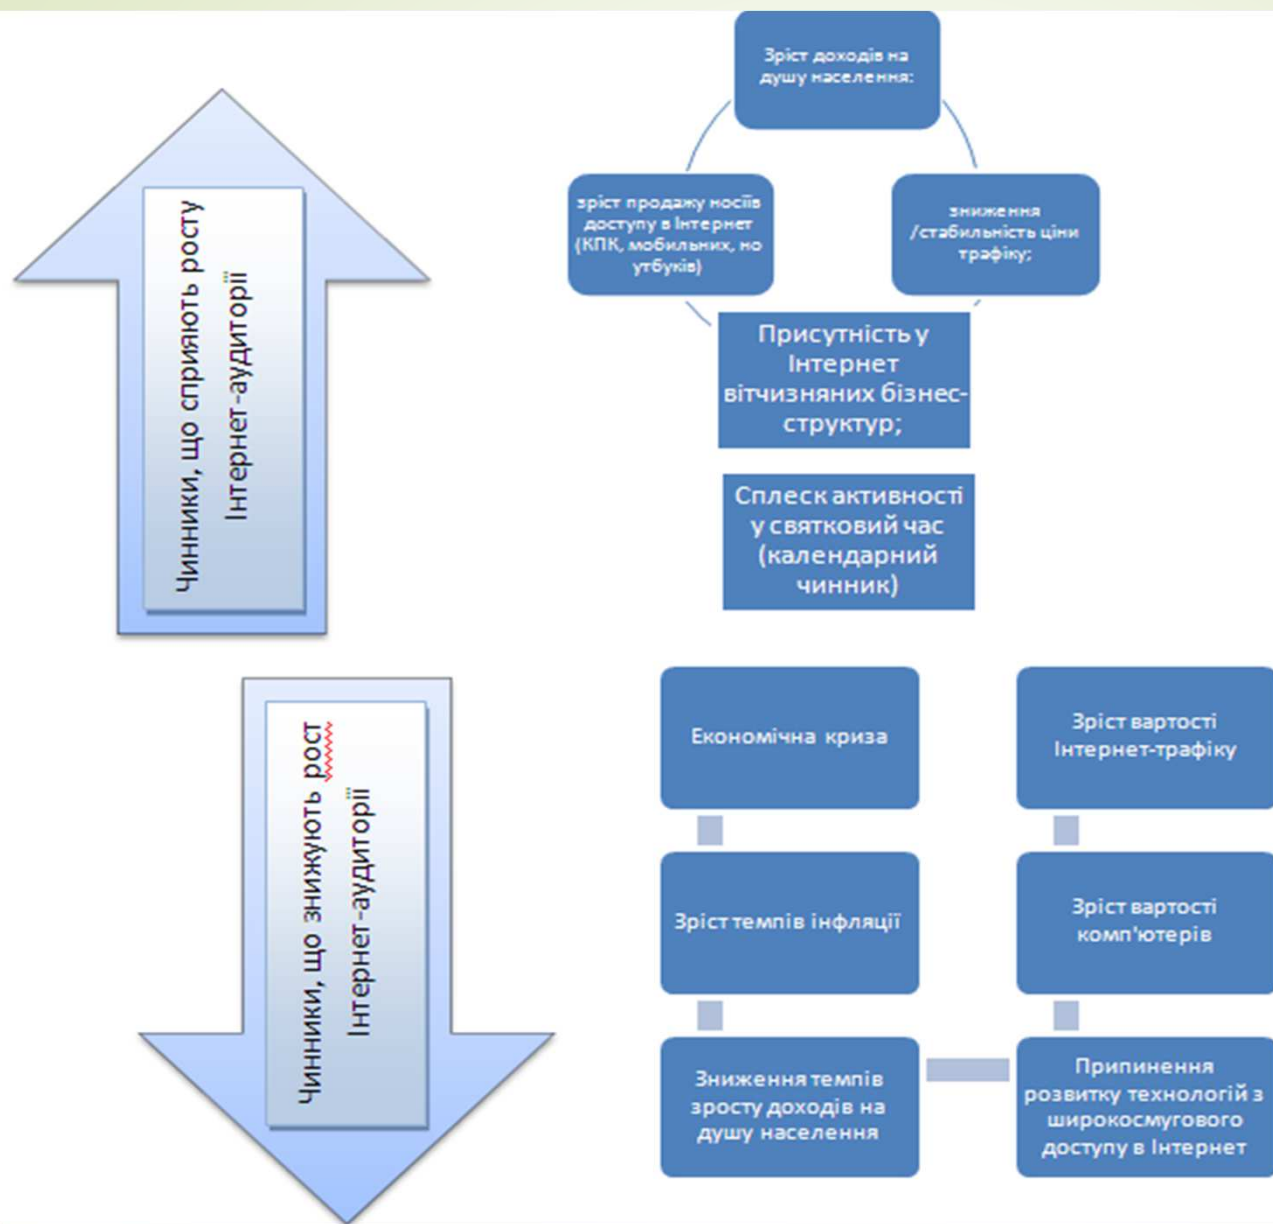 Зріст доходів на
душу населення:
зріст продажу носіїв
доступу в Інтернет
(КПК, мобильних, но
утбуків)
зниження
/стабильність ціни
трафіку;
Присутність у
Інтернет
вітчизняних бізнес-
структур;
Сплеск активності
у святковий час
(календарний
чинник)
Чинники, що сприяють росту
Інтернет-аудиторії
Чинники, що знижують рост
Інтернет-аудиторії
Економічна криза
Зріст вартості
Інтернет-трафіку
Зріст темпів інфляції
Зріст вартості
комп'ютерів
Зниження темпів
зросту доходів на
душу населення
Припинення
розвитку технологій з
широкосмугового
доступу в Інтернет